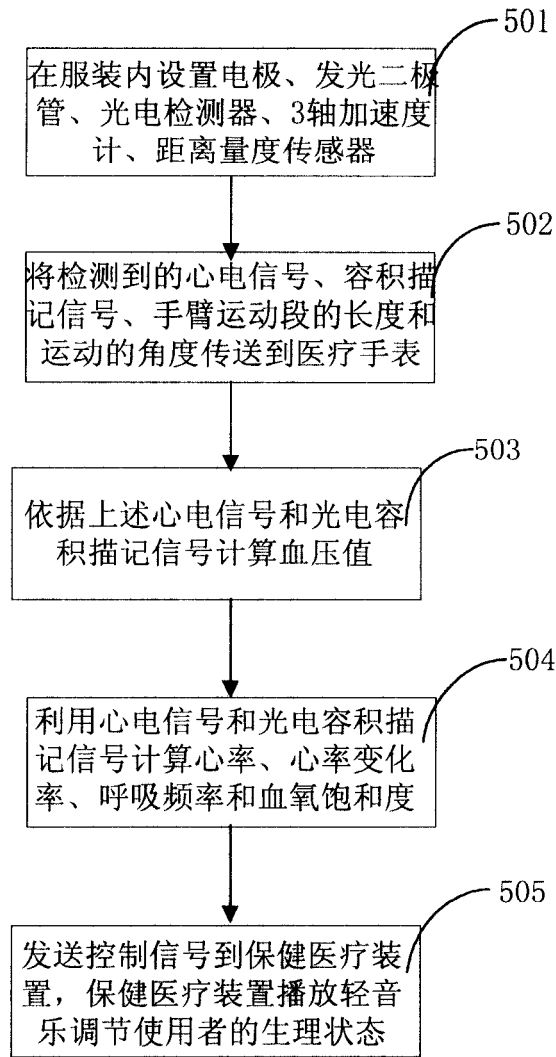 501
在服装内设置电极、发光二极
管、光电检测器、3轴加速度
计、距离量度传感器
502
将检测到的心电信号、容积描
记信号、手臂运动段的长度和
运动的角度传送到医疗手表
503
依据上述心电信号和光电容
积描记信号计算血压值
504
利用心电信号和光电容积描
记信号计算心率、心率变化
率、呼吸频率和血氧饱和度
505
发送控制信号到保健医疗装
置，保健医疗装置播放轻音
乐调节使用者的生理状态